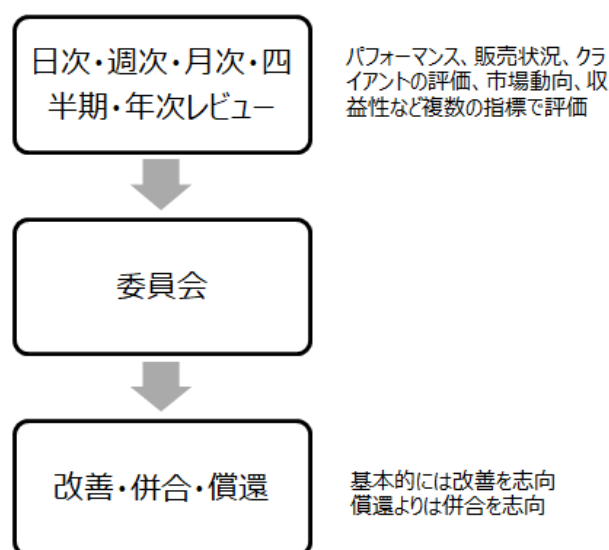 日次・週次・月次・四
半期・年次レビュー
パフォーマンス、販売状況、クラ
イアントの評価、市場動向、収
益性など複数の指標で評価
委員会
改善・併合・償還
基本的には改善を志向
償還よりは併合を志向